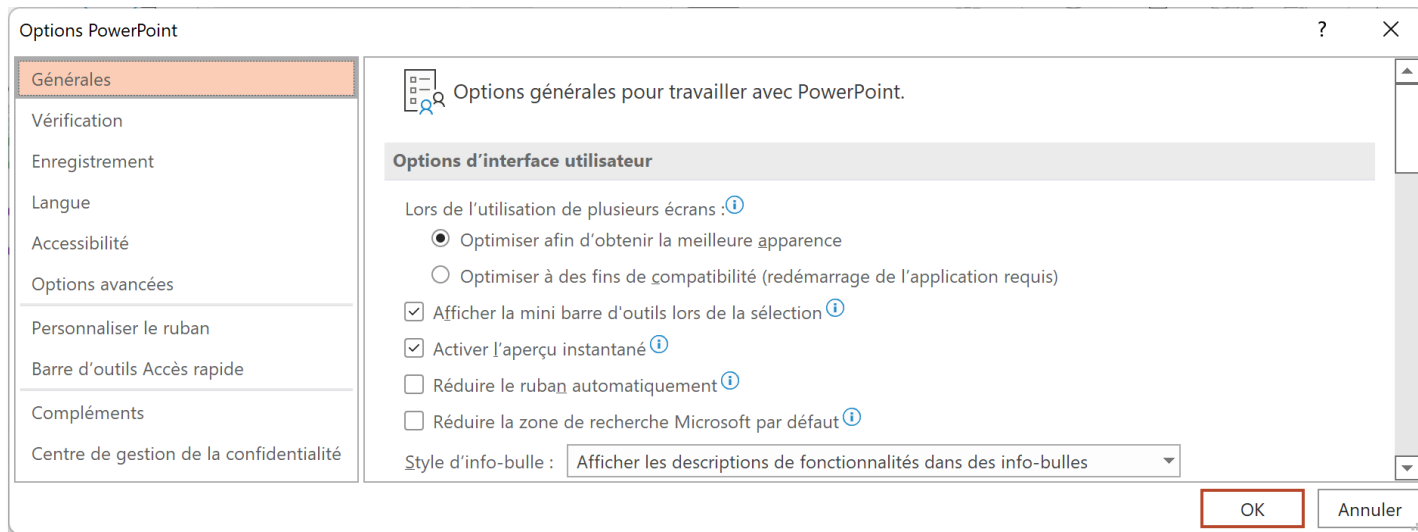 Options PowerPoint
?
Générales
Vérification
Enregistrement
Langue
Accessibilité
Options avancées
Personnaliser le ruban
Barre d’outils Accès rapide
Compléments
Centre de gestion de la confidentialité
Options générales pour travailler avec PowerPoint.
Options d’interface utilisateur
Lors de l’utilisation de plusieurs écrans :
Optimiser afin d’obtenir la meilleure apparence
Optimiser à des fins de compatibilité (redémarrage de l’application requis)
Afficher la mini barre d'outils lors de la sélection
Activer l’aperçu instantané
Réduire le ruban automatiquement
Réduire la zone de recherche Microsoft par défaut
Style d’info-bulle : Afficher les descriptions de fonctionnalités dans des info-bulles
OK Annuler